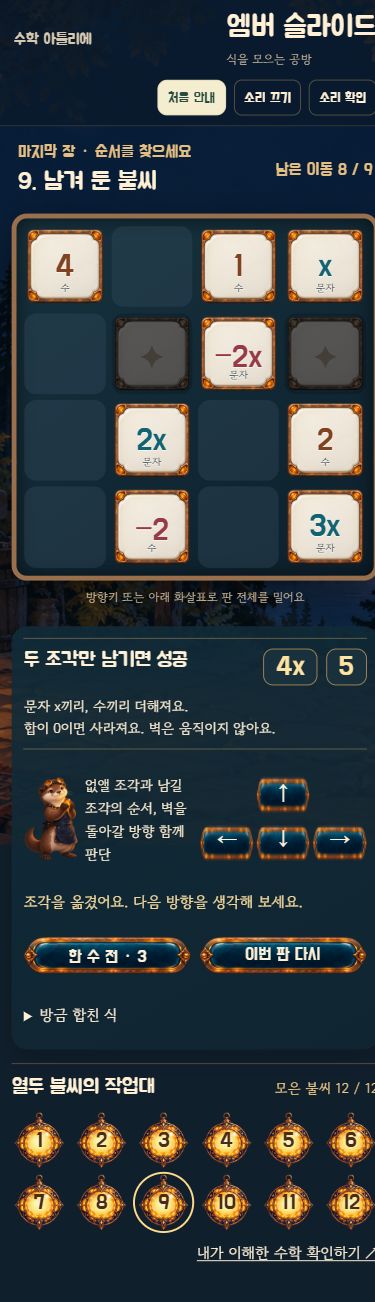 수학 아틀리에
엠버 슬라이드
식을 모으는 공방
처음 안내
소리 끄기
소리 확인
마지막 장 · 순서를 찾으세요
9. 남겨 둔 불씨
남은 이동 8 / 9
4
수
1
수
x
문자
−2x
문자
2x
문자
2
수
−2
수
3x
문자
방향키 또는 아래 화살표로 판 전체를 밀어요
두 조각만 남기면 성공
4x
5
문자 x끼리, 수끼리 더해져요.
합이 0이면 사라져요. 벽은 움직이지 않아요.
없앨 조각과 남길
조각의 순서, 벽을
돌아갈 방향 함께
판단
↑
← ↓ →
조각을 옮겼어요. 다음 방향을 생각해 보세요.
한 수 전 · 3
이번 판 다시
▶ 방금 합친 식
열두 불씨의 작업대
모은 불씨 12 / 12
1 2 3 4 5 6
7 8 9 10 11 12
내가 이해한 수학 확인하기